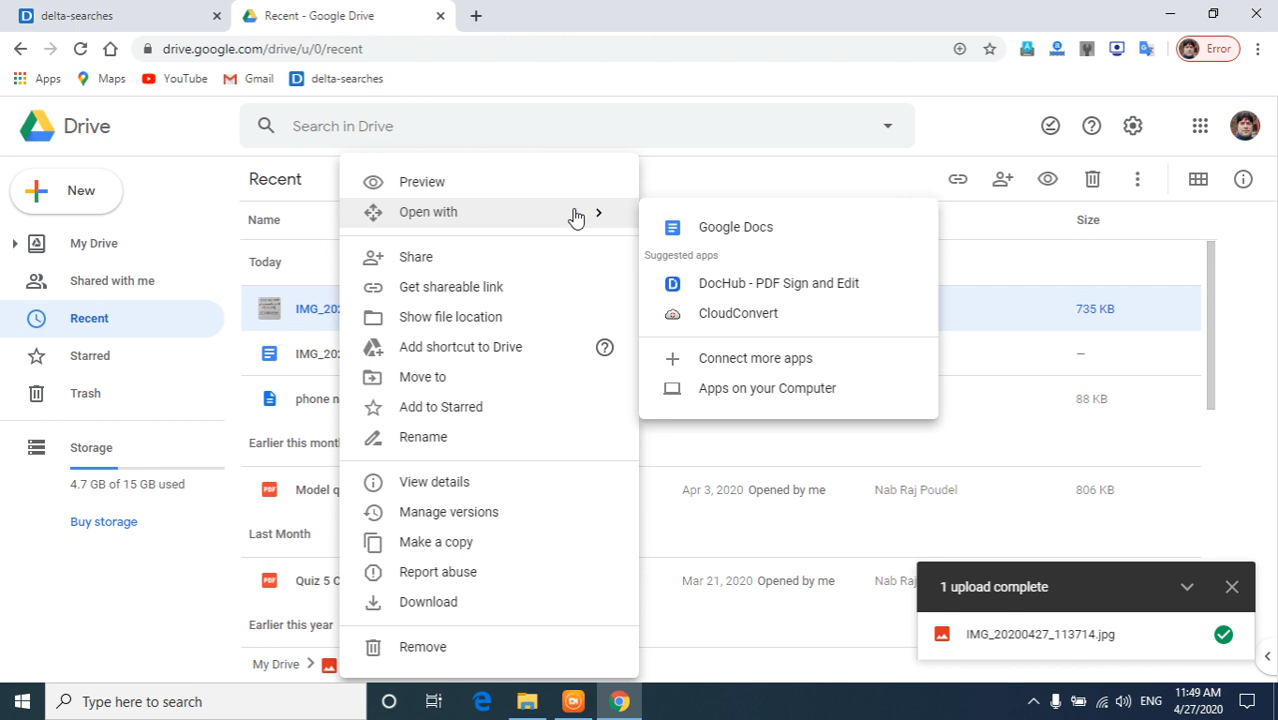 delta-searches
Recent - Google Drive
drive.google.com/drive/u/0/recent
Error
Apps
Maps
YouTube
Gmail
delta-searches
Drive
Search in Drive
New
My Drive
Shared with me
Recent
Starred
Trash
Storage
4.7 GB of 15 GB used
Buy storage
Recent
Name
Size
Today
IMG_20
735 KB
IMG_20
–
phone n
88 KB
Earlier this mont
PDF
Model q
Apr 3, 2020 Opened by me
Nab Raj Poudel
806 KB
Last Month
PDF
Quiz 5 C
Mar 21, 2020 Opened by me
Nab Ra
Earlier this year
My Drive
Preview
Open with
Share
Get shareable link
Show file location
Add shortcut to Drive
Move to
Add to Starred
Rename
View details
Manage versions
Make a copy
Report abuse
Download
Remove
Google Docs
Suggested apps
DocHub - PDF Sign and Edit
CloudConvert
Connect more apps
Apps on your Computer
1 upload complete
IMG_20200427_113714.jpg
Type here to search
ENG
11:49 AM
4/27/2020